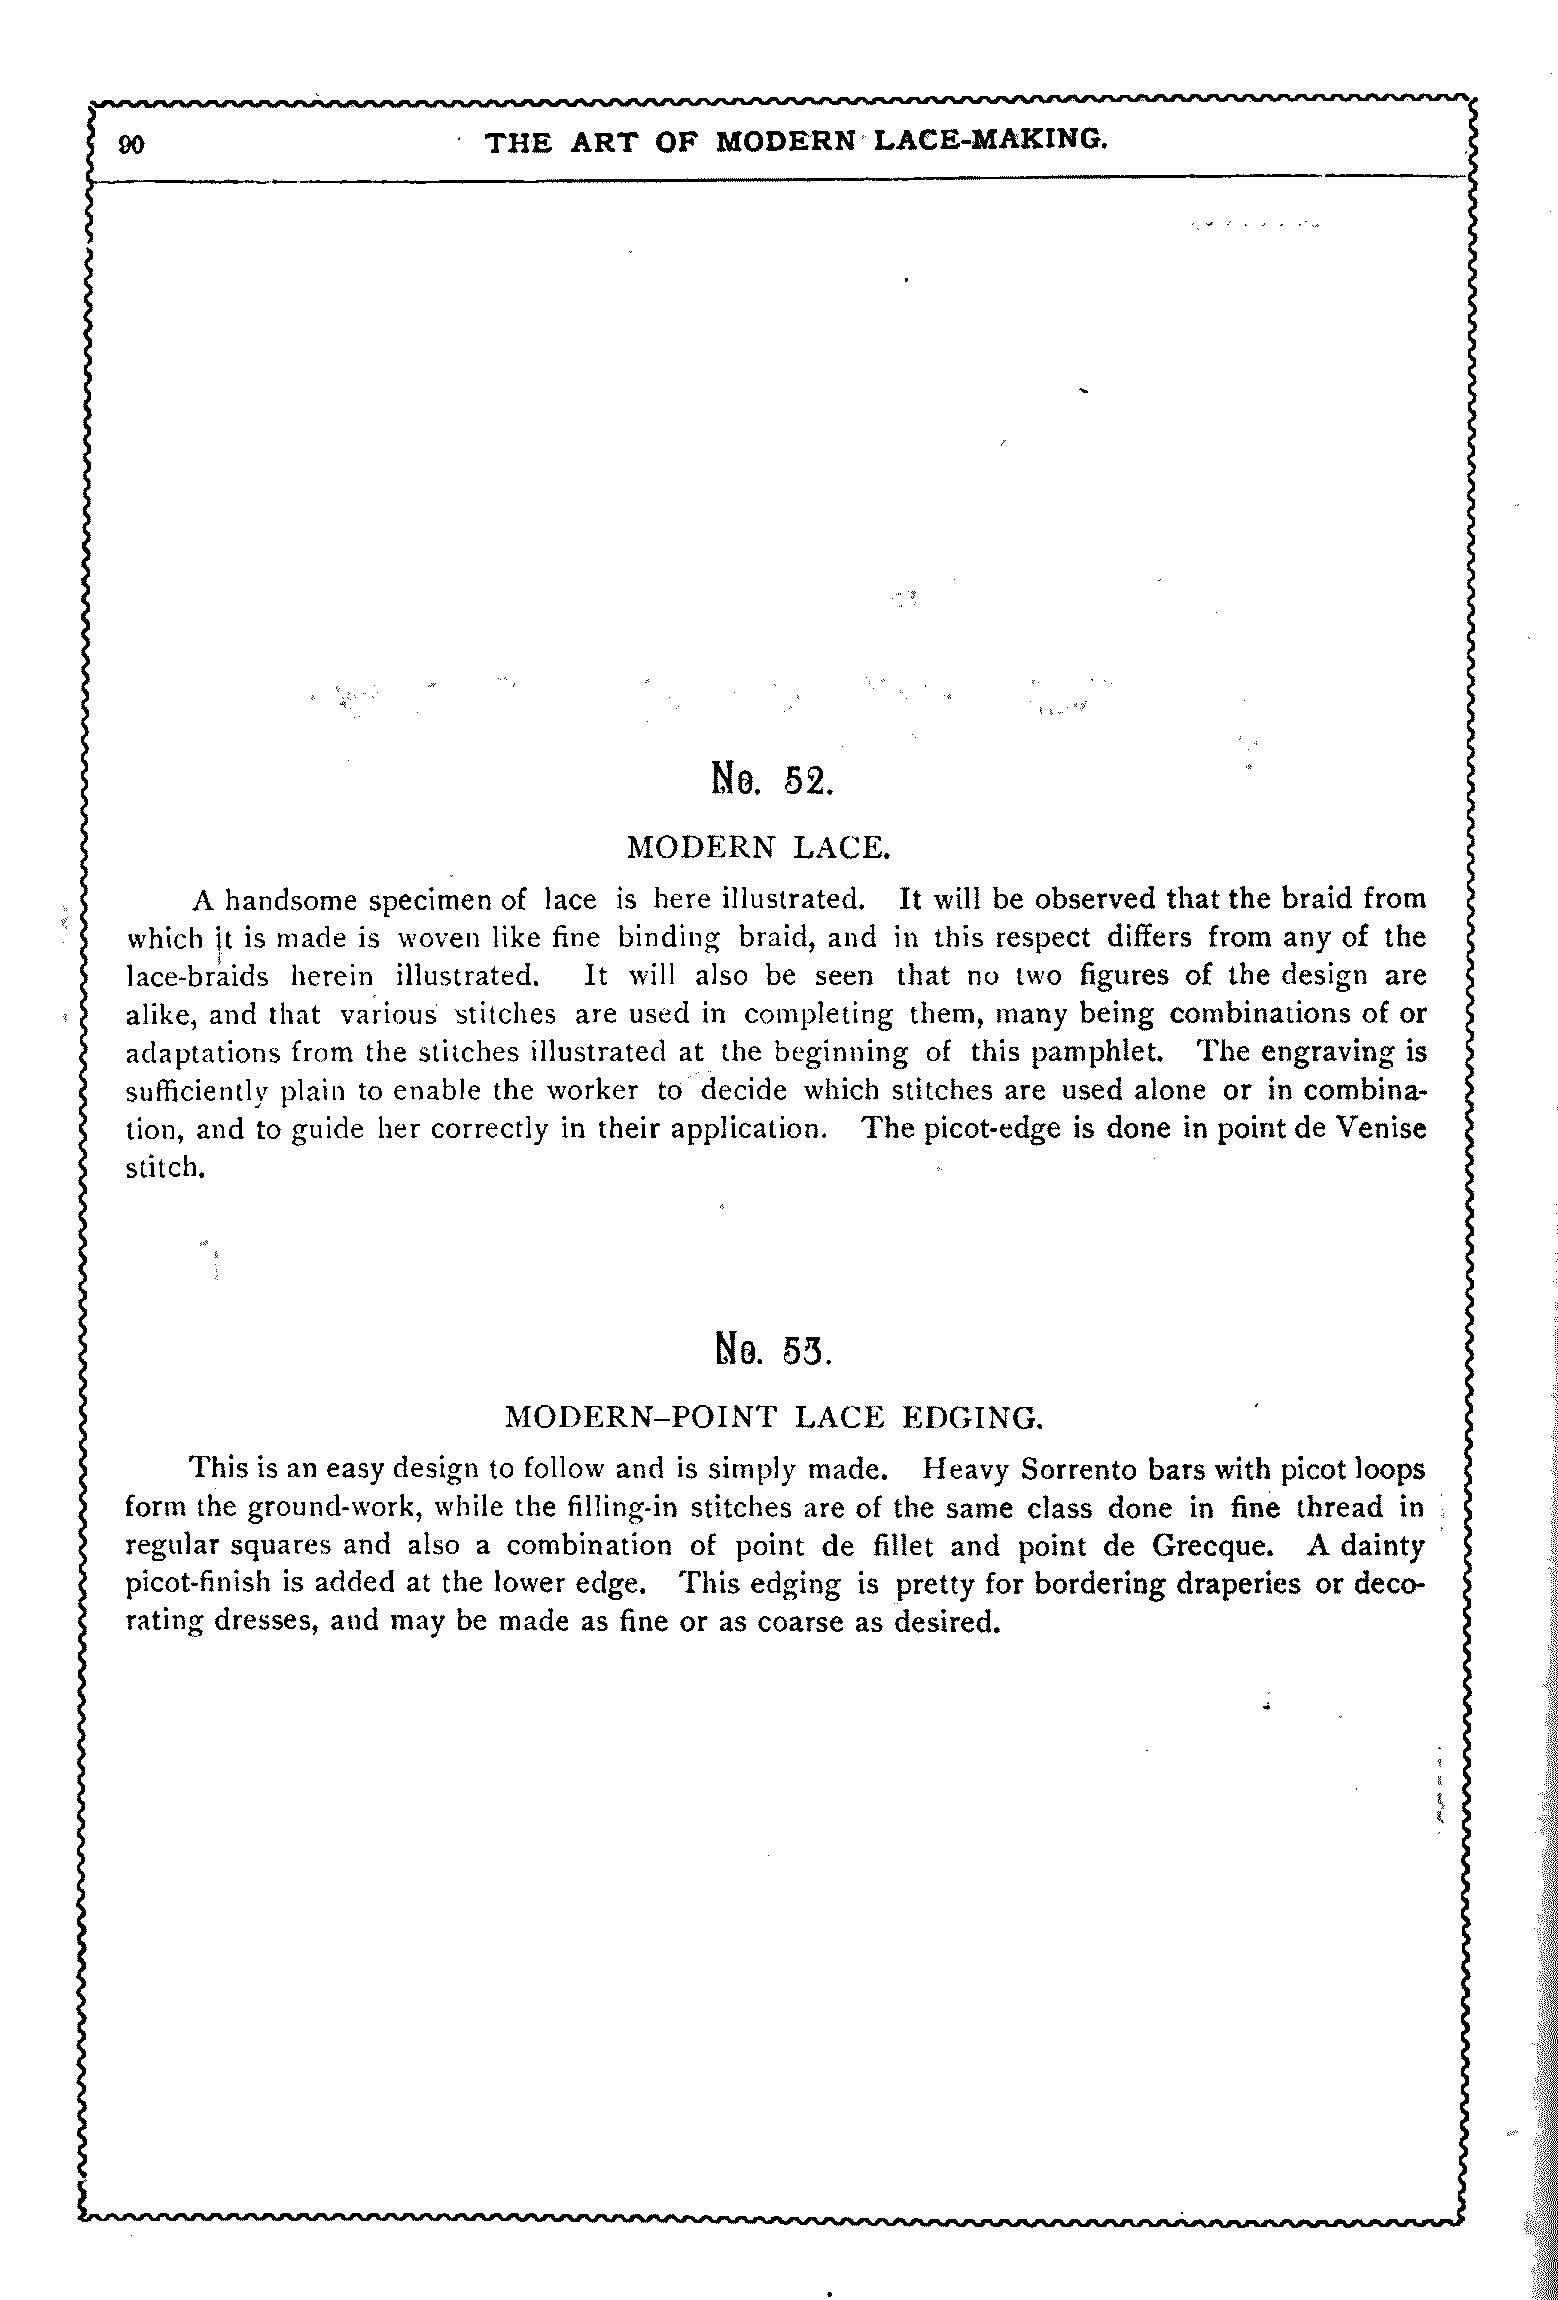 90
THE ART OF MODERN LACE-MAKING.
No. 52.
MODERN LACE.
A handsome specimen of lace is here illustrated. It will be observed that the braid from
which it is made is woven like fine binding braid, and in this respect differs from any of the
lace-braids herein illustrated. It will also be seen that no two figures of the design are
alike, and that various stitches are used in completing them, many being combinations of or
adaptations from the stitches illustrated at the beginning of this pamphlet. The engraving is
sufficiently plain to enable the worker to decide which stitches are used alone or in combina-
tion, and to guide her correctly in their application. The picot-edge is done in point de Venise
stitch.
No. 53.
MODERN–POINT LACE EDGING.
This is an easy design to follow and is simply made. Heavy Sorrento bars with picot loops
form the ground-work, while the filling-in stitches are of the same class done in fine thread in
regular squares and also a combination of point de fillet and point de Grecque. A dainty
picot-finish is added at the lower edge. This edging is pretty for bordering draperies or deco-
rating dresses, and may be made as fine or as coarse as desired.